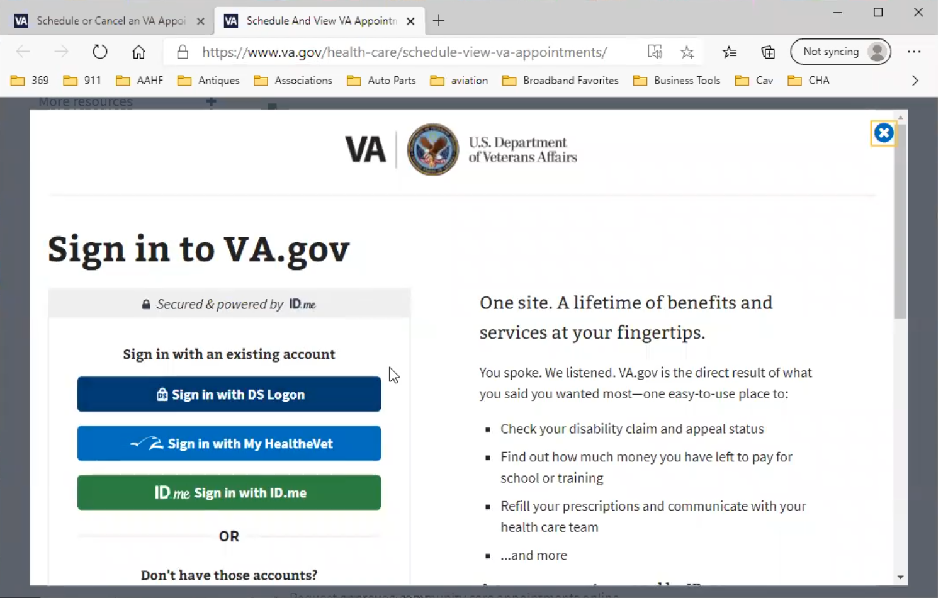 Schedule or Cancel an VA Appoi
Schedule And View VA Appointm
https://www.va.gov/health-care/schedule-view-va-appointments/
Not syncing
369
911
AAHF
Antiques
Associations
Auto Parts
aviation
Broadband Favorites
Business Tools
Cav
CHA
More resources
VA
U.S. Department
of Veterans Affairs
Sign in to VA.gov
Secured & powered by ID.me
Sign in with an existing account
Sign in with DS Logon
Sign in with My HealtheVet
ID.me Sign in with ID.me
OR
Don't have those accounts?
One site. A lifetime of benefits and
services at your fingertips.
You spoke. We listened. VA.gov is the direct result of what
you said you wanted most—one easy-to-use place to:
Check your disability claim and appeal status
Find out how much money you have left to pay for
school or training
Refill your prescriptions and communicate with your
health care team
...and more